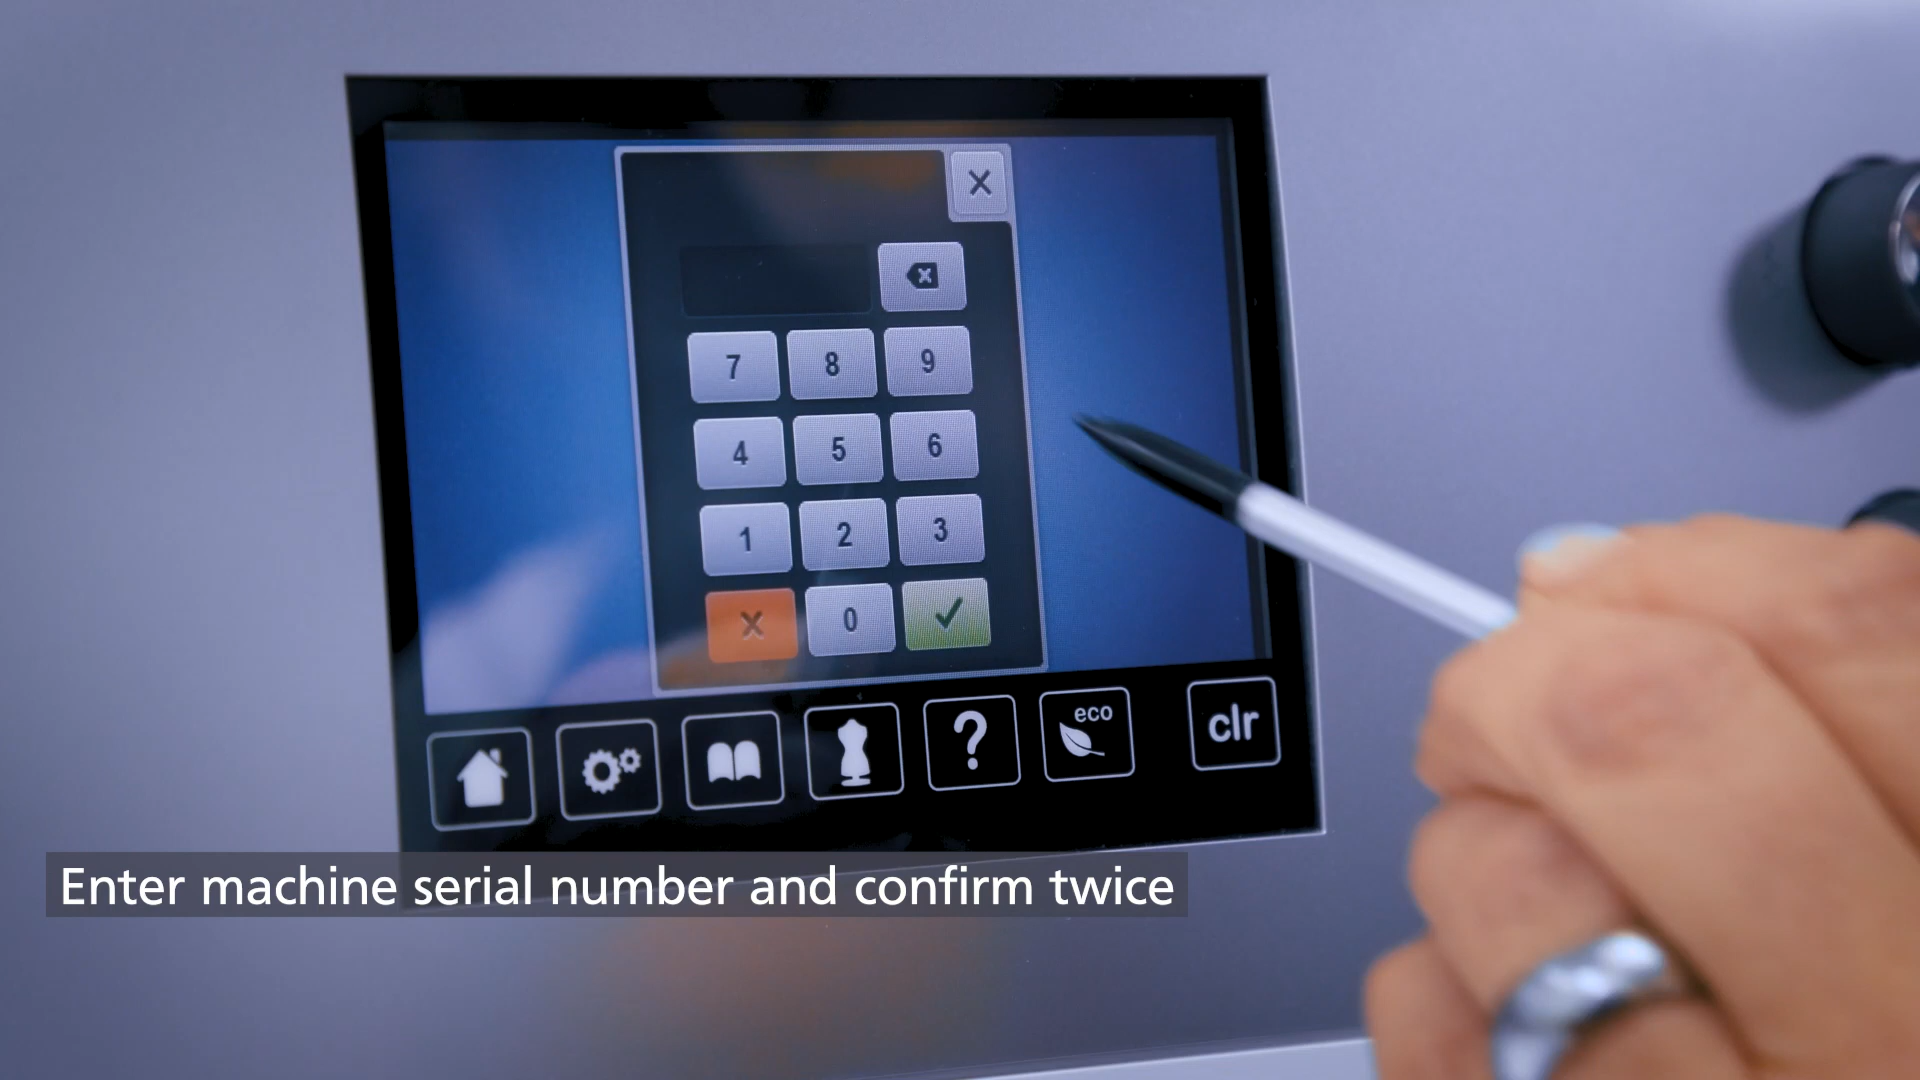 7 8 9
4 5 6
1 2 3
0
eco
clr
Enter machine serial number and confirm twice